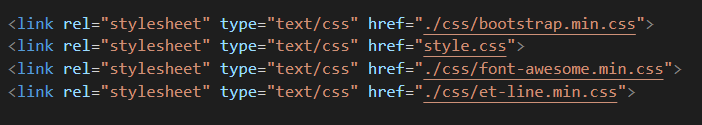 <link rel="stylesheet" type="text/css" href="./css/bootstrap.min.css">
<link rel="stylesheet" type="text/css" href="style.css">
<link rel="stylesheet" type="text/css" href="./css/font-awesome.min.css">
<link rel="stylesheet" type="text/css" href="./css/et-line.min.css">